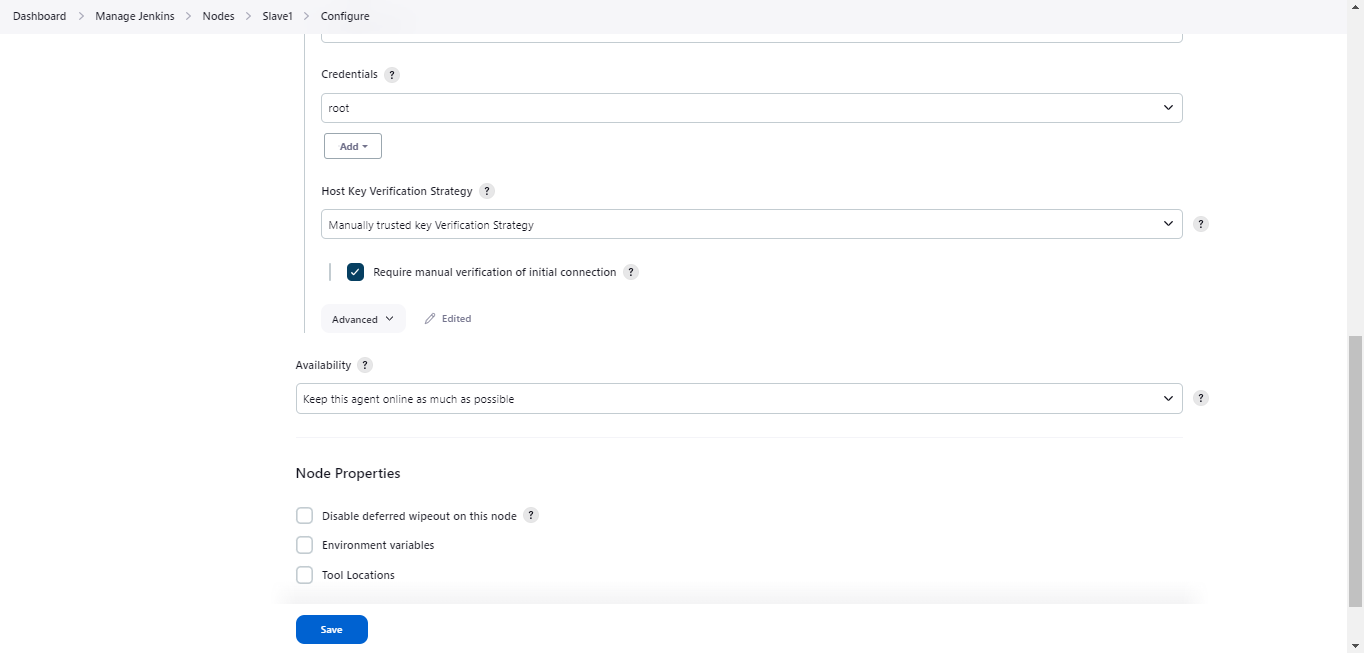 Dashboard > Manage Jenkins > Nodes > Slave1 > Configure
Credentials ?
root
Add
Host Key Verification Strategy ?
Manually trusted key Verification Strategy ?
Require manual verification of initial connection ?
Advanced Edited
Availability ?
Keep this agent online as much as possible ?
Node Properties
Disable deferred wipeout on this node ?
Environment variables
Tool Locations
Save